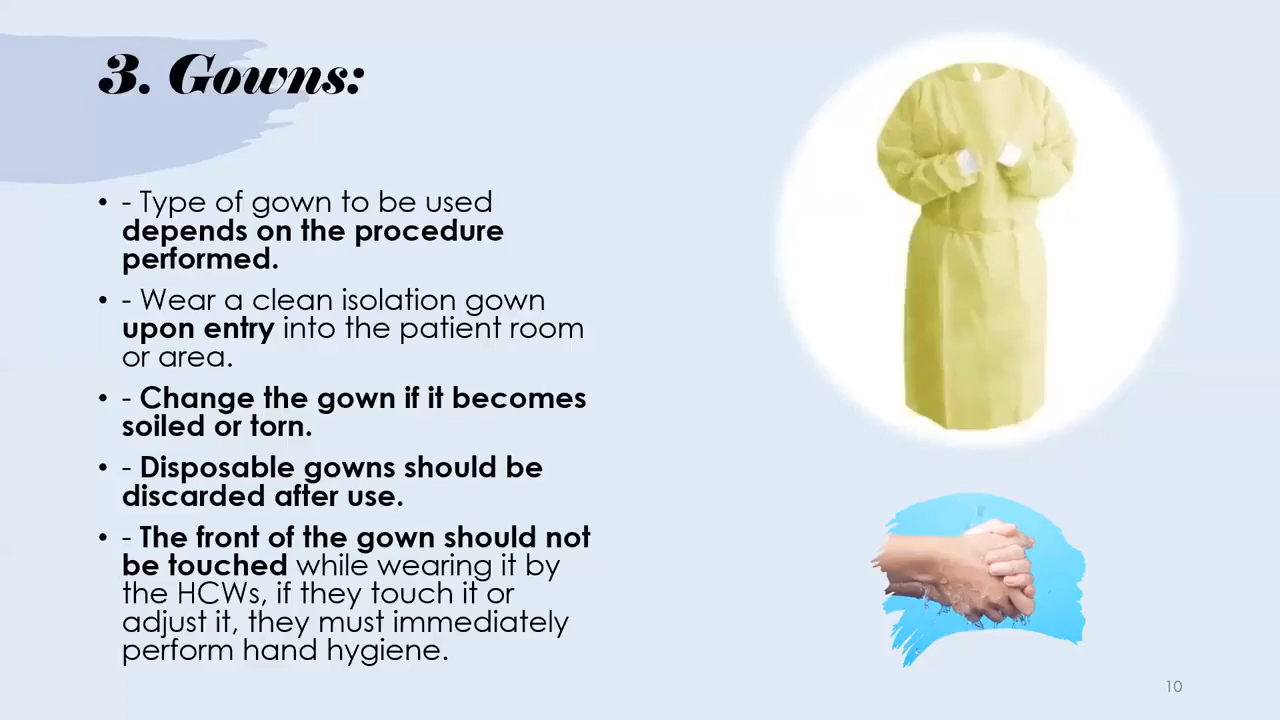 3. Gowns:
• - Type of gown to be used
depends on the procedure
performed.
• - Wear a clean isolation gown
upon entry into the patient room
or area.
• - Change the gown if it becomes
soiled or torn.
• - Disposable gowns should be
discarded after use.
• - The front of the gown should not
be touched while wearing it by
the HCWs, if they touch it or
adjust it, they must immediately
perform hand hygiene.
10